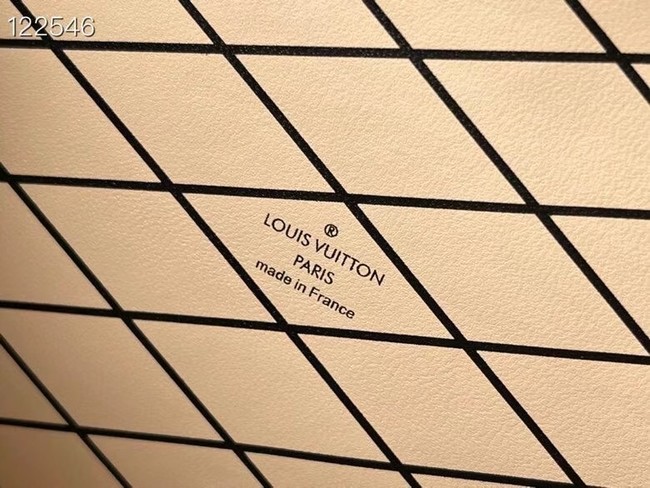 122546
®
LOUIS VUITTON
PARIS
made in France